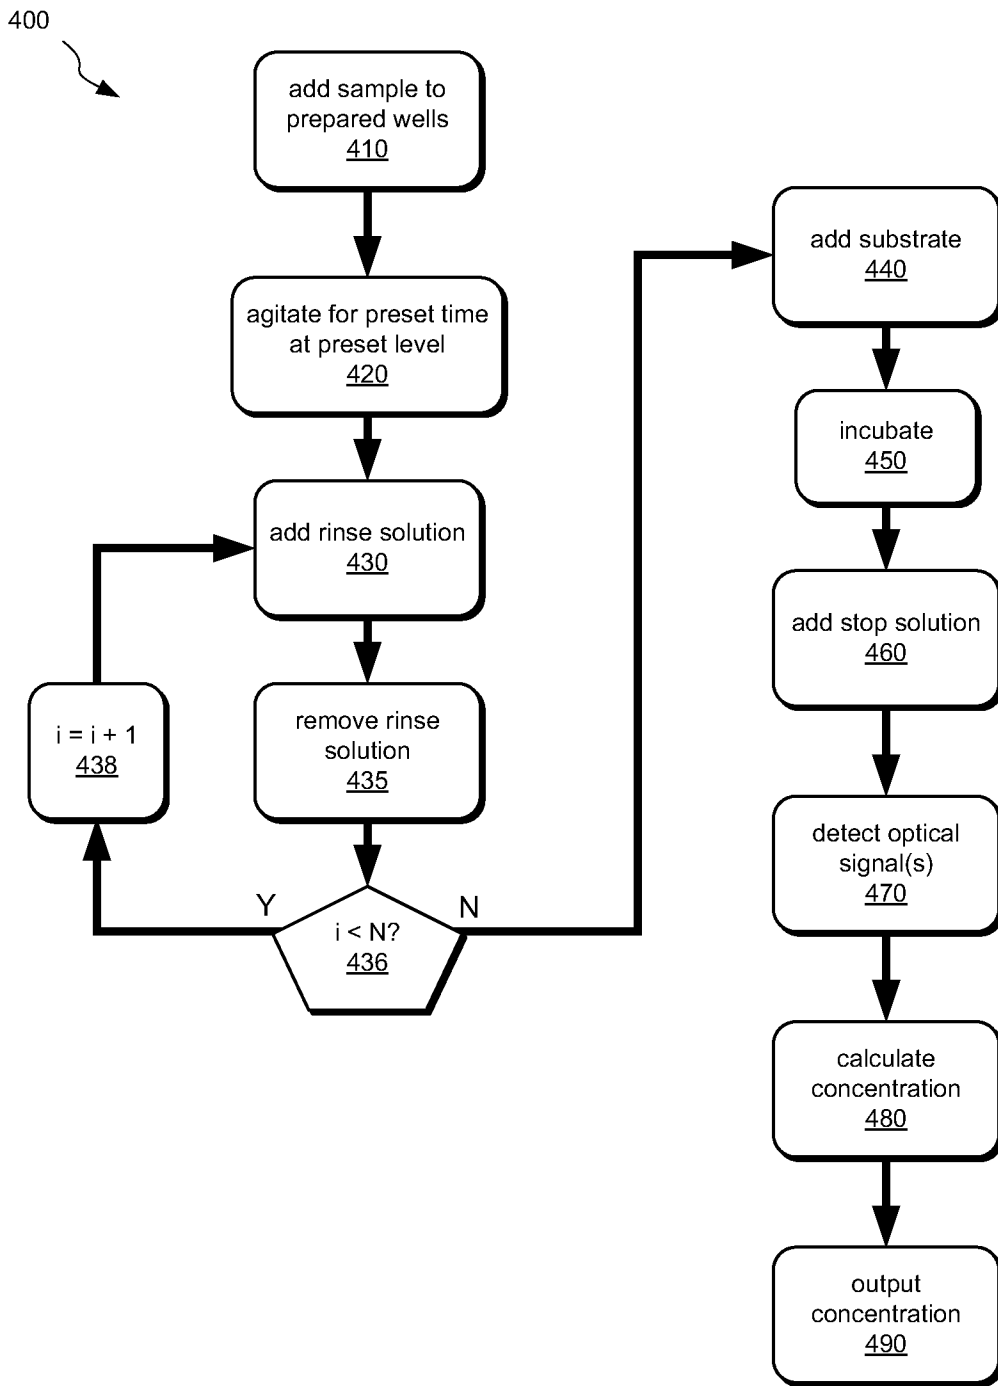 400
add sample to
prepared wells
410
agitate for preset time
at preset level
420
add rinse solution
430
remove rinse
solution
435
i = i + 1
438
Y
N
i < N?
436
add substrate
440
incubate
450
add stop solution
460
detect optical
signal(s)
470
calculate
concentration
480
output
concentration
490